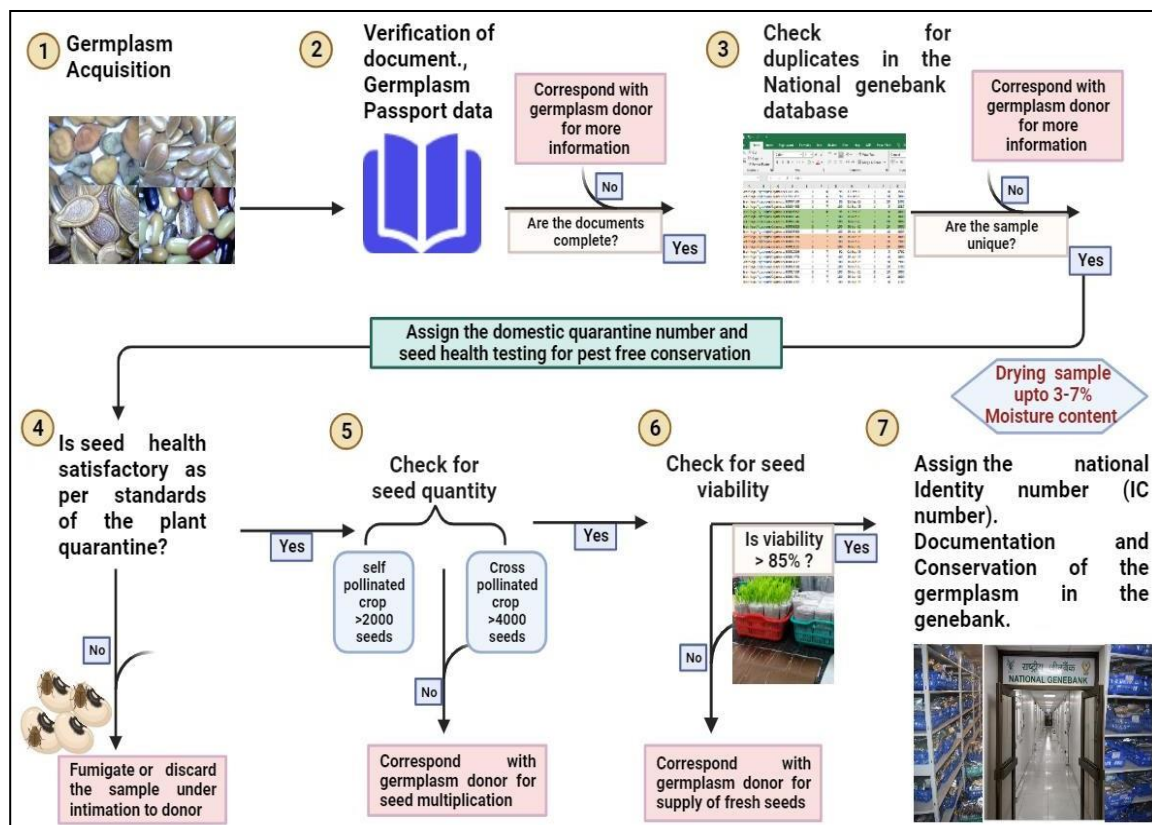 1
Germplasm
Acquisition
2
Verification of
document.,
Germplasm
Passport data
Correspond with
germplasm donor
for more
information
No
Are the documents
complete?
Yes
3
Check for
duplicates in the
National genebank
database
Correspond with
germplasm donor
for more
information
No
Are the sample
unique?
Yes
Assign the domestic quarantine number and
seed health testing for pest free conservation
Drying sample
upto 3-7%
Moisture content
4
Is seed health
satisfactory as
per standards
of the plant
quarantine?
Yes
No
Fumigate or discard
the sample under
intimation to donor
5
Check for
seed quantity
self
pollinated
crop
>2000
seeds
Cross
pollinated
crop
>4000
seeds
Yes
No
Correspond with
germplasm donor for
seed multiplication
6
Check for seed
viability
Is viability
> 85% ?
Yes
No
Correspond with
germplasm donor for
supply of fresh seeds
7
Assign the national
Identity number (IC
number).
Documentation and
Conservation of the
germplasm in the
genebank.
राष्ट्रीय जीनबैंक
NATIONAL GENEBANK